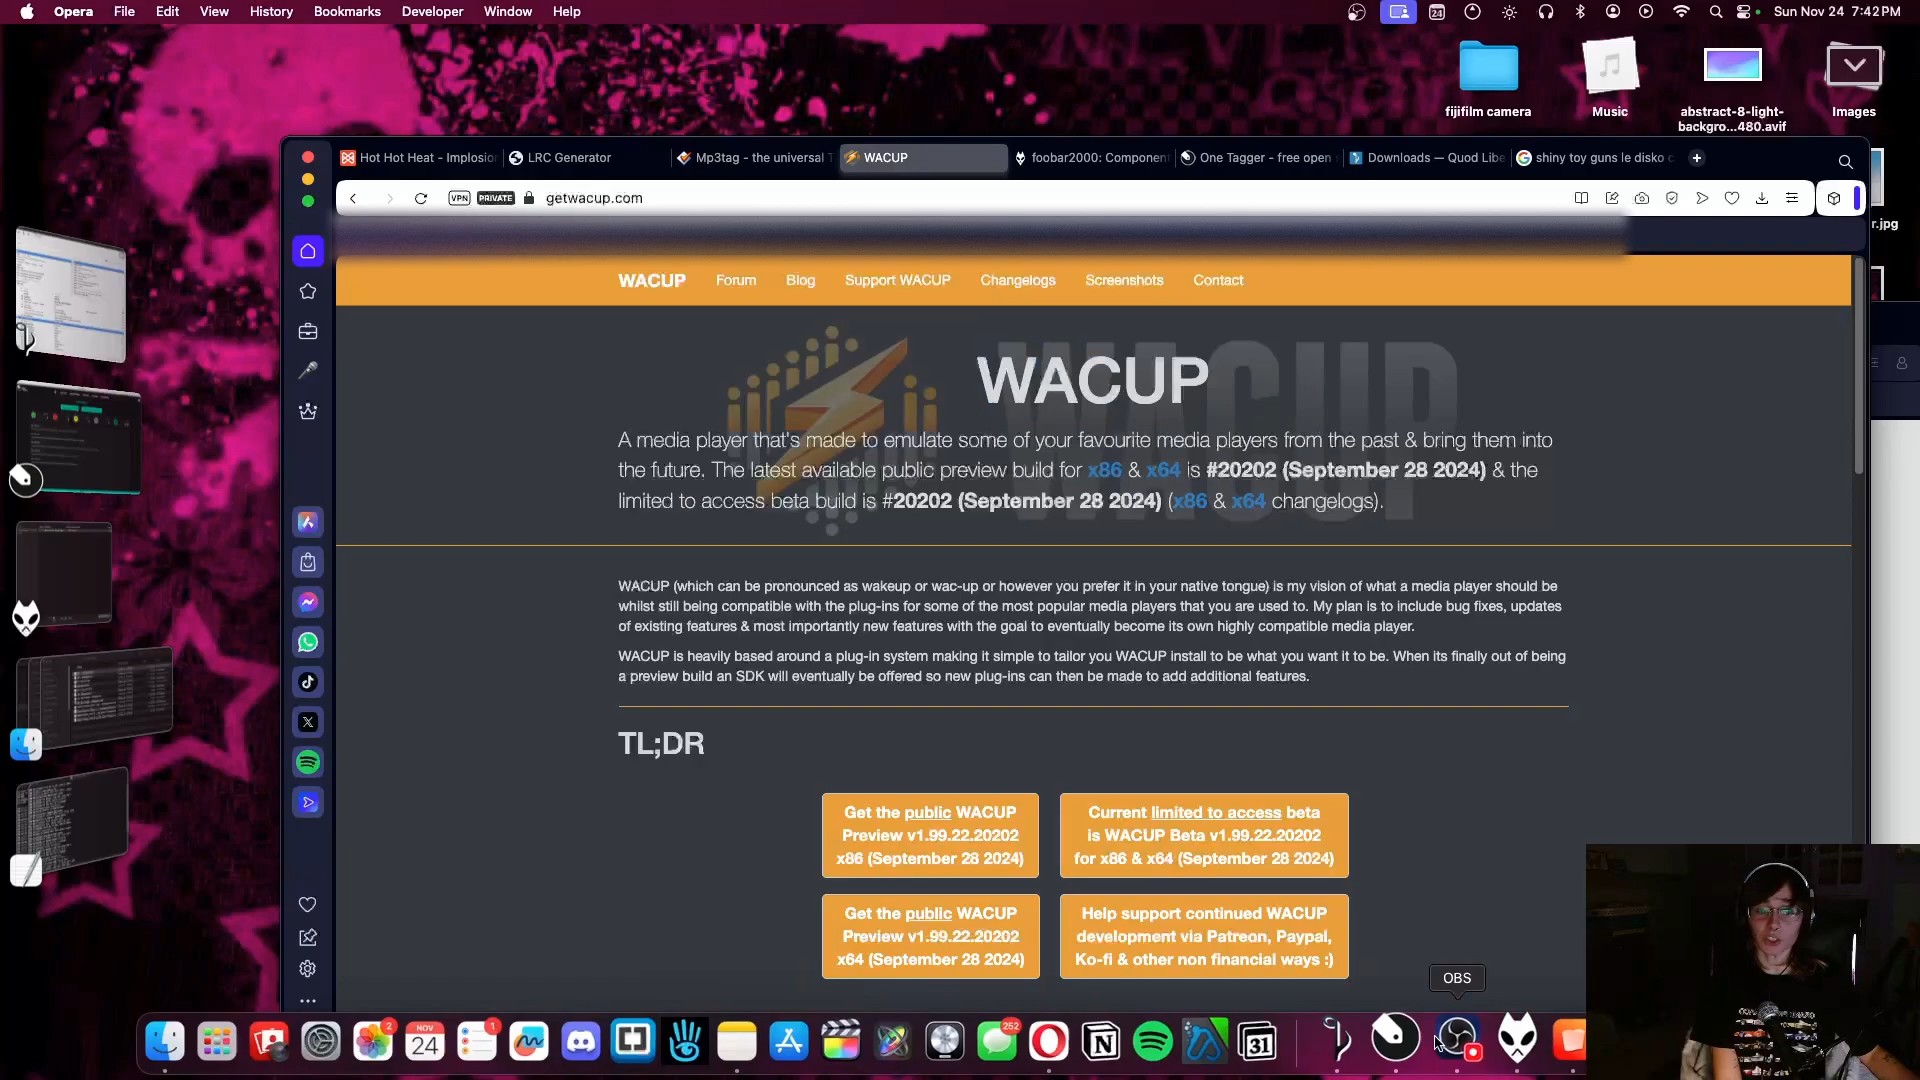 Opera File Edit View History Bookmarks Developer Window Help
24
Sun Nov 24 7:42 PM
fijifilm camera
Music
abstract-8-light-
backgro...480.avif
Images
r.jpg
Hot Hot Heat - Implosion
LRC Generator
Mp3tag - the universal T
WACUP
foobar2000: Component
One Tagger - free open
Downloads — Quod Libe
shiny toy guns le disko c
VPN
PRIVATE
getwacup.com
WACUP Forum Blog Support WACUP Changelogs Screenshots Contact
WACUP
WACUP
A media player that's made to emulate some of your favourite media players from the past & bring them into
the future. The latest available public preview build for x86 & x64 is #20202 (September 28 2024) & the
limited to access beta build is #20202 (September 28 2024) (x86 & x64 changelogs).
WACUP (which can be pronounced as wakeup or wac-up or however you prefer it in your native tongue) is my vision of what a media player should be
whilst still being compatible with the plug-ins for some of the most popular media players that you are used to. My plan is to include bug fixes, updates
of existing features & most importantly new features with the goal to eventually become its own highly compatible media player.
WACUP is heavily based around a plug-in system making it simple to tailor you WACUP install to be what you want it to be. When its finally out of being
a preview build an SDK will eventually be offered so new plug-ins can then be made to add additional features.
TL;DR
Get the public WACUP
Preview v1.99.22.20202
x86 (September 28 2024)
Current limited to access beta
is WACUP Beta v1.99.22.20202
for x86 & x64 (September 28 2024)
Get the public WACUP
Preview v1.99.22.20202
x64 (September 28 2024)
Help support continued WACUP
development via Patreon, Paypal,
Ko-fi & other non financial ways :)
OBS
2
NOV
24
1
252
31